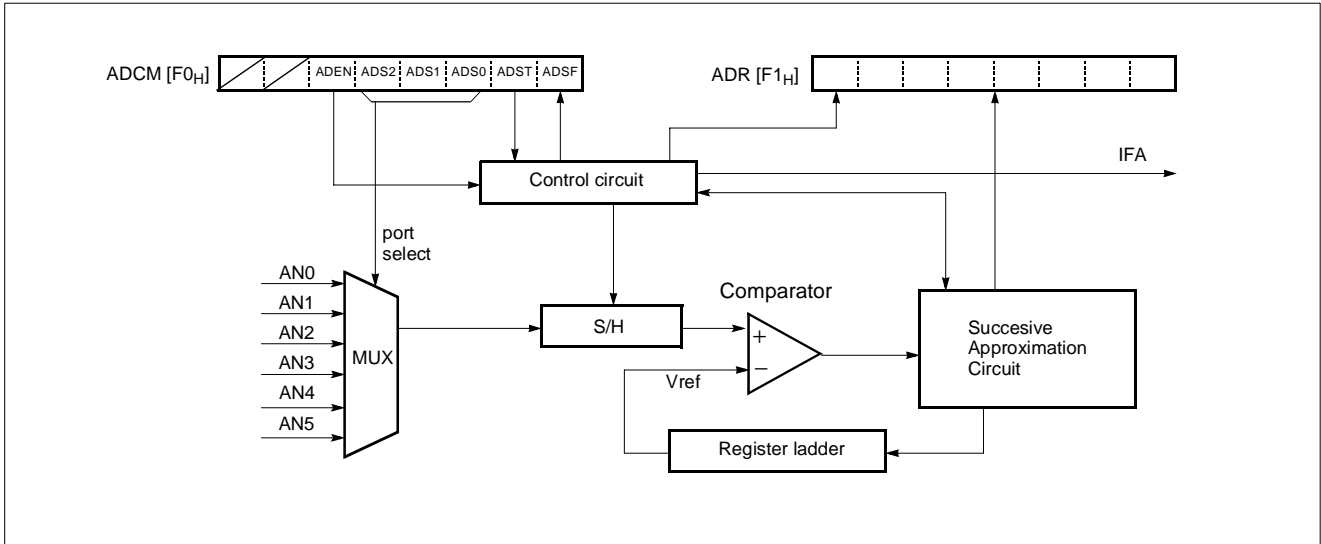 ADCM [F0H]
ADEN ADS2 ADS1 ADS0 ADST ADSF
ADR [F1H]
IFA
Control circuit
port
select
AN0
AN1
AN2
AN3
AN4
AN5
MUX
S/H
Comparator
+
−
Vref
Succesive
Approximation
Circuit
Register ladder